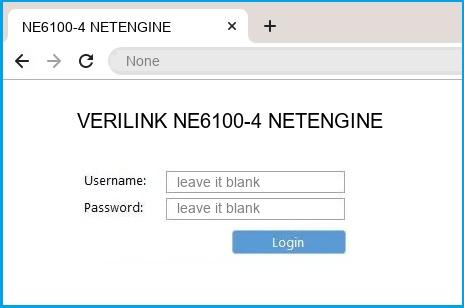 NE6100-4 NETENGINE
None
VERILINK NE6100-4 NETENGINE
Username: leave it blank
Password: leave it blank
Login